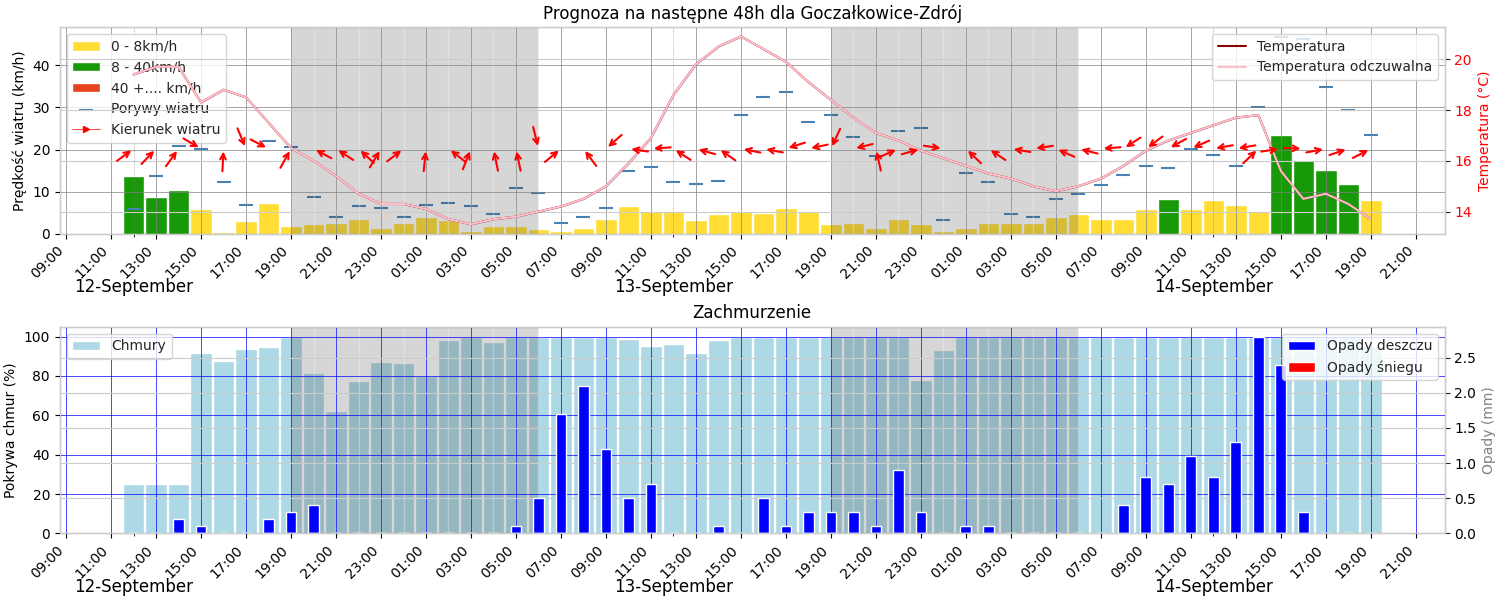 Prognoza na następne 48h dla Goczałkowice-Zdrój
Prędkość wiatru (km/h)
40
30
20
10
0
0 - 8km/h
8 - 40km/h
40 +.... km/h
Porywy wiatru
Kierunek wiatru
Temperatura
Temperatura odczuwalna
20
18
16
14
Temperatura (°C)
09:00 11:00 13:00 15:00 17:00 19:00 21:00 23:00 01:00 03:00 05:00 07:00 09:00 11:00 13:00 15:00 17:00 19:00 21:00 23:00 01:00 03:00 05:00 07:00 09:00 11:00 13:00 15:00 17:00 19:00 21:00
12-September 13-September 14-September
Zachmurzenie
Pokrywa chmur (%)
100
80
60
40
20
0
Chmury
Opady deszczu
Opady śniegu
2.5
2.0
1.5
1.0
0.5
0.0
Opady (mm)
09:00 11:00 13:00 15:00 17:00 19:00 21:00 23:00 01:00 03:00 05:00 07:00 09:00 11:00 13:00 15:00 17:00 19:00 21:00 23:00 01:00 03:00 05:00 07:00 09:00 11:00 13:00 15:00 17:00 19:00 21:00
12-September 13-September 14-September